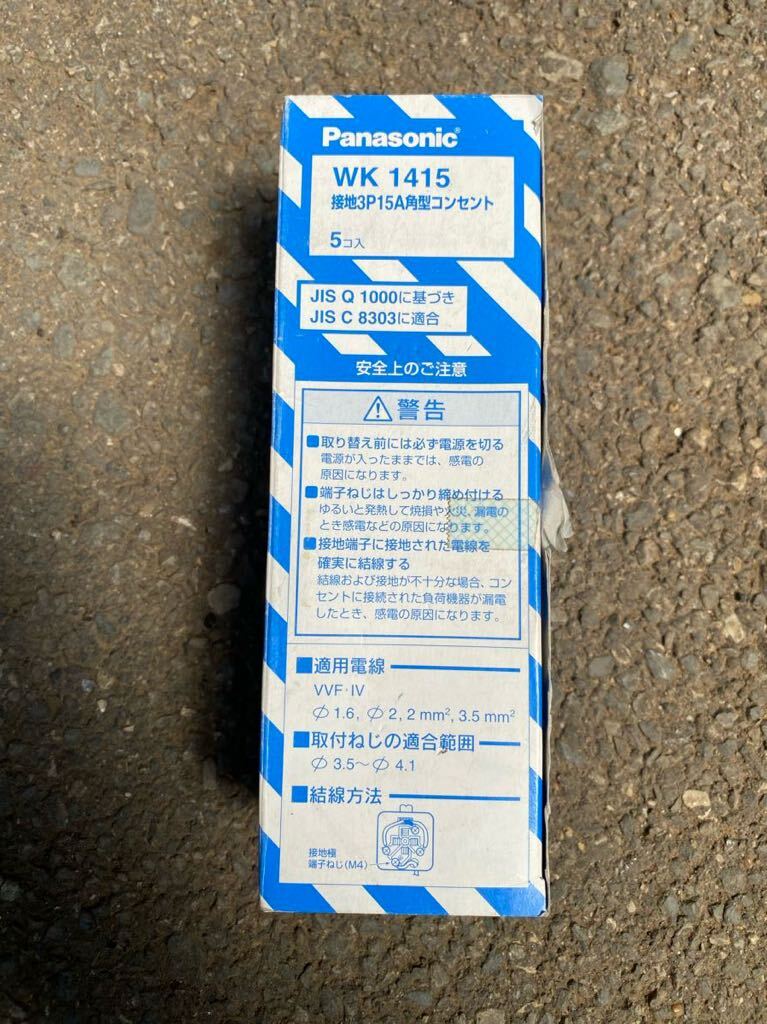 Panasonic®
WK 1415
接地3P15A角型コンセント
5コ入
JIS Q 1000に基づき
JIS C 8303に適合
安全上のご注意
警告
■取り替え前には必ず電源を切る
電源が入ったままでは、感電の
原因になります。
■端子ねじはしっかり締め付ける
ゆるいと発熱して焼損や火災、漏電の
とき感電などの原因になります。
■接地端子に接地された電線を
確実に結線する
結線および接地が不十分な場合、コン
セントに接続された負荷機器が漏電
したとき、感電の原因になります。
■適用電線
VVF・IV
φ1.6, φ2, 2 mm², 3.5 mm²
■取付ねじの適合範囲
φ3.5～φ4.1
■結線方法
接地極
端子ねじ(M4)